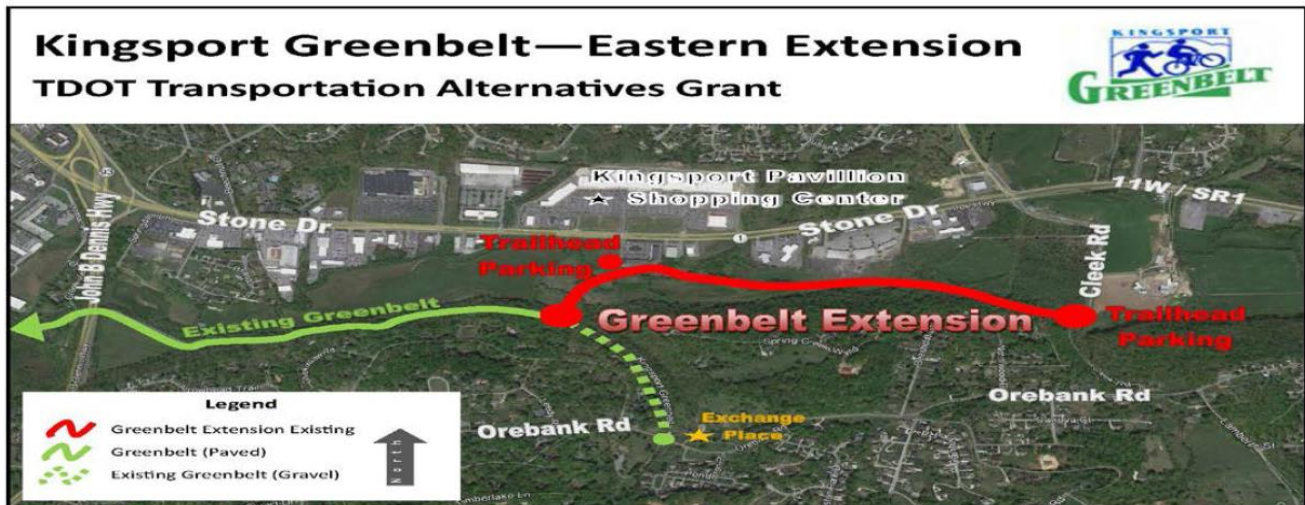 Kingsport Greenbelt—Eastern Extension
TDOT Transportation Alternatives Grant
KINGSPORT
GREENBELT
Kingsport Pavillion
Shopping Center
11W / SR1
Stone Dr
Stone Dr
John B Dennis Hwy
Cleek Rd
Trailhead
Parking
Existing Greenbelt
Greenbelt Extension
Trailhead
Parking
Orebank Rd
Orebank Rd
Exchange
Place
Legend
Greenbelt Extension Existing
Greenbelt (Paved)
Existing Greenbelt (Gravel)
North